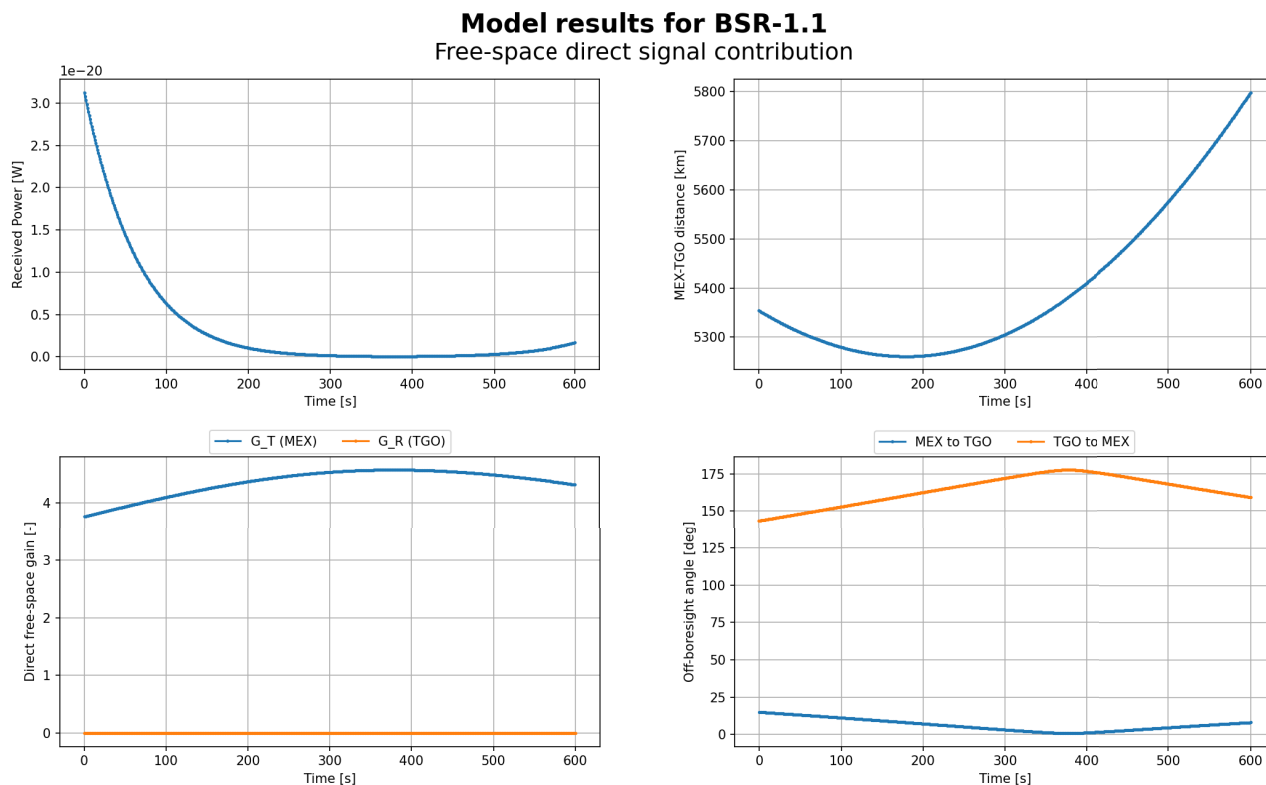 Model results for BSR-1.1
Free-space direct signal contribution
1e−20
3.0
2.5
2.0
1.5
1.0
0.5
0.0
Received Power [W]
0 100 200 300 400 500 600
Time [s]
5800
5700
5600
5500
5400
5300
MEX-TGO distance [km]
0 100 200 300 400 500 600
Time [s]
G_T (MEX) G_R (TGO)
4
3
2
1
0
Direct free-space gain [-]
0 100 200 300 400 500 600
Time [s]
MEX to TGO TGO to MEX
175
150
125
100
75
50
25
0
Off-boresight angle [deg]
0 100 200 300 400 500 600
Time [s]